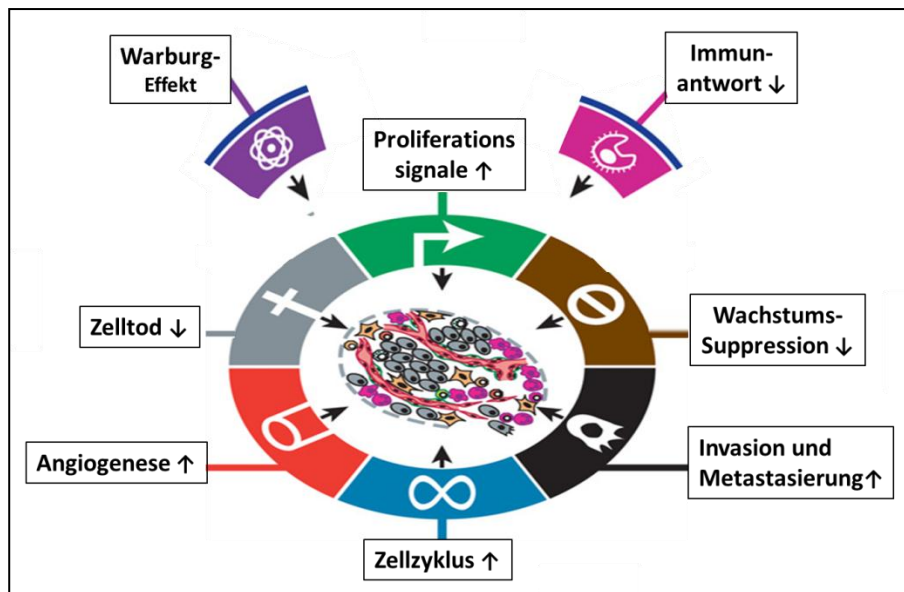 Warburg-
Effekt
Immun-
antwort ↓
Proliferations
signale ↑
Zelltod ↓
Wachstums-
Suppression ↓
Angiogenese ↑
Invasion und
Metastasierung↑
Zellzyklus ↑